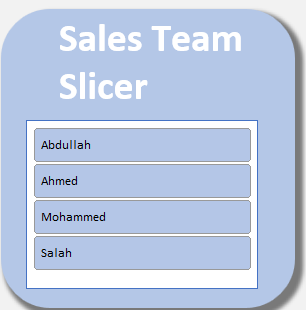 Sales Team
Slicer
Abdullah
Ahmed
Mohammed
Salah